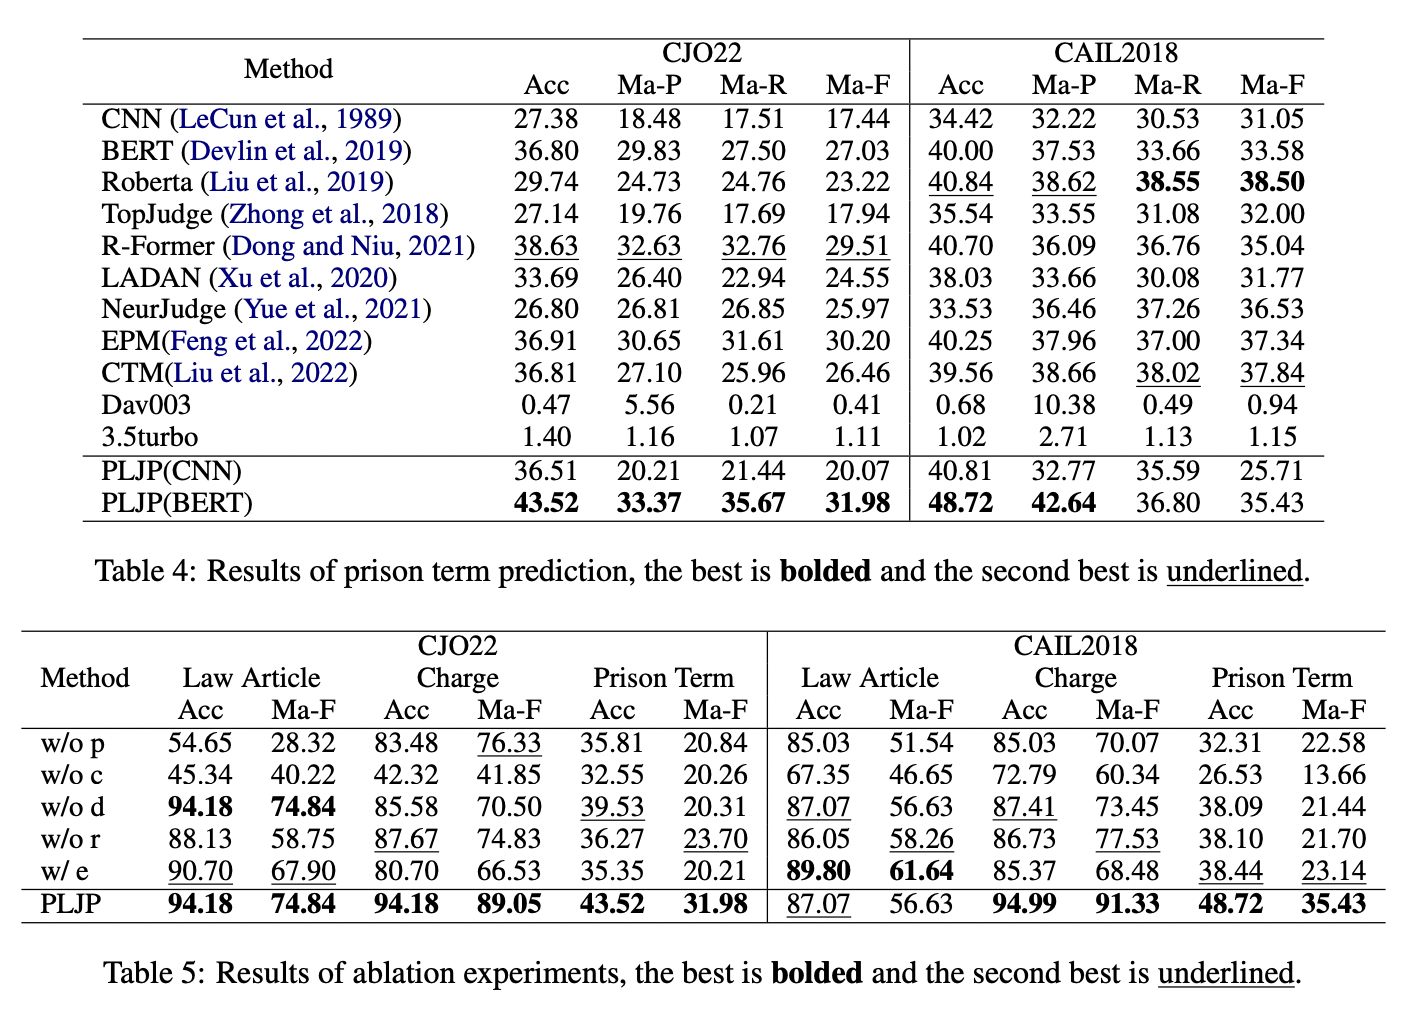 Method CJO22 CAIL2018
Acc Ma-P Ma-R Ma-F Acc Ma-P Ma-R Ma-F
CNN (LeCun et al., 1989) 27.38 18.48 17.51 17.44 34.42 32.22 30.53 31.05
BERT (Devlin et al., 2019) 36.80 29.83 27.50 27.03 40.00 37.53 33.66 33.58
Roberta (Liu et al., 2019) 29.74 24.73 24.76 23.22 40.84 38.62 38.55 38.50
TopJudge (Zhong et al., 2018) 27.14 19.76 17.69 17.94 35.54 33.55 31.08 32.00
R-Former (Dong and Niu, 2021) 38.63 32.63 32.76 29.51 40.70 36.09 36.76 35.04
LADAN (Xu et al., 2020) 33.69 26.40 22.94 24.55 38.03 33.66 30.08 31.77
NeurJudge (Yue et al., 2021) 26.80 26.81 26.85 25.97 33.53 36.46 37.26 36.53
EPM(Feng et al., 2022) 36.91 30.65 31.61 30.20 40.25 37.96 37.00 37.34
CTM(Liu et al., 2022) 36.81 27.10 25.96 26.46 39.56 38.66 38.02 37.84
Dav003 0.47 5.56 0.21 0.41 0.68 10.38 0.49 0.94
3.5turbo 1.40 1.16 1.07 1.11 1.02 2.71 1.13 1.15
PLJP(CNN) 36.51 20.21 21.44 20.07 40.81 32.77 35.59 25.71
PLJP(BERT) 43.52 33.37 35.67 31.98 48.72 42.64 36.80 35.43
Table 4: Results of prison term prediction, the best is bolded and the second best is underlined.
CJO22 CAIL2018
Method Law Article Charge Prison Term Law Article Charge Prison Term
Acc Ma-F Acc Ma-F Acc Ma-F Acc Ma-F Acc Ma-F Acc Ma-F
w/o p 54.65 28.32 83.48 76.33 35.81 20.84 85.03 51.54 85.03 70.07 32.31 22.58
w/o c 45.34 40.22 42.32 41.85 32.55 20.26 67.35 46.65 72.79 60.34 26.53 13.66
w/o d 94.18 74.84 85.58 70.50 39.53 20.31 87.07 56.63 87.41 73.45 38.09 21.44
w/o r 88.13 58.75 87.67 74.83 36.27 23.70 86.05 58.26 86.73 77.53 38.10 21.70
w/ e 90.70 67.90 80.70 66.53 35.35 20.21 89.80 61.64 85.37 68.48 38.44 23.14
PLJP 94.18 74.84 94.18 89.05 43.52 31.98 87.07 56.63 94.99 91.33 48.72 35.43
Table 5: Results of ablation experiments, the best is bolded and the second best is underlined.